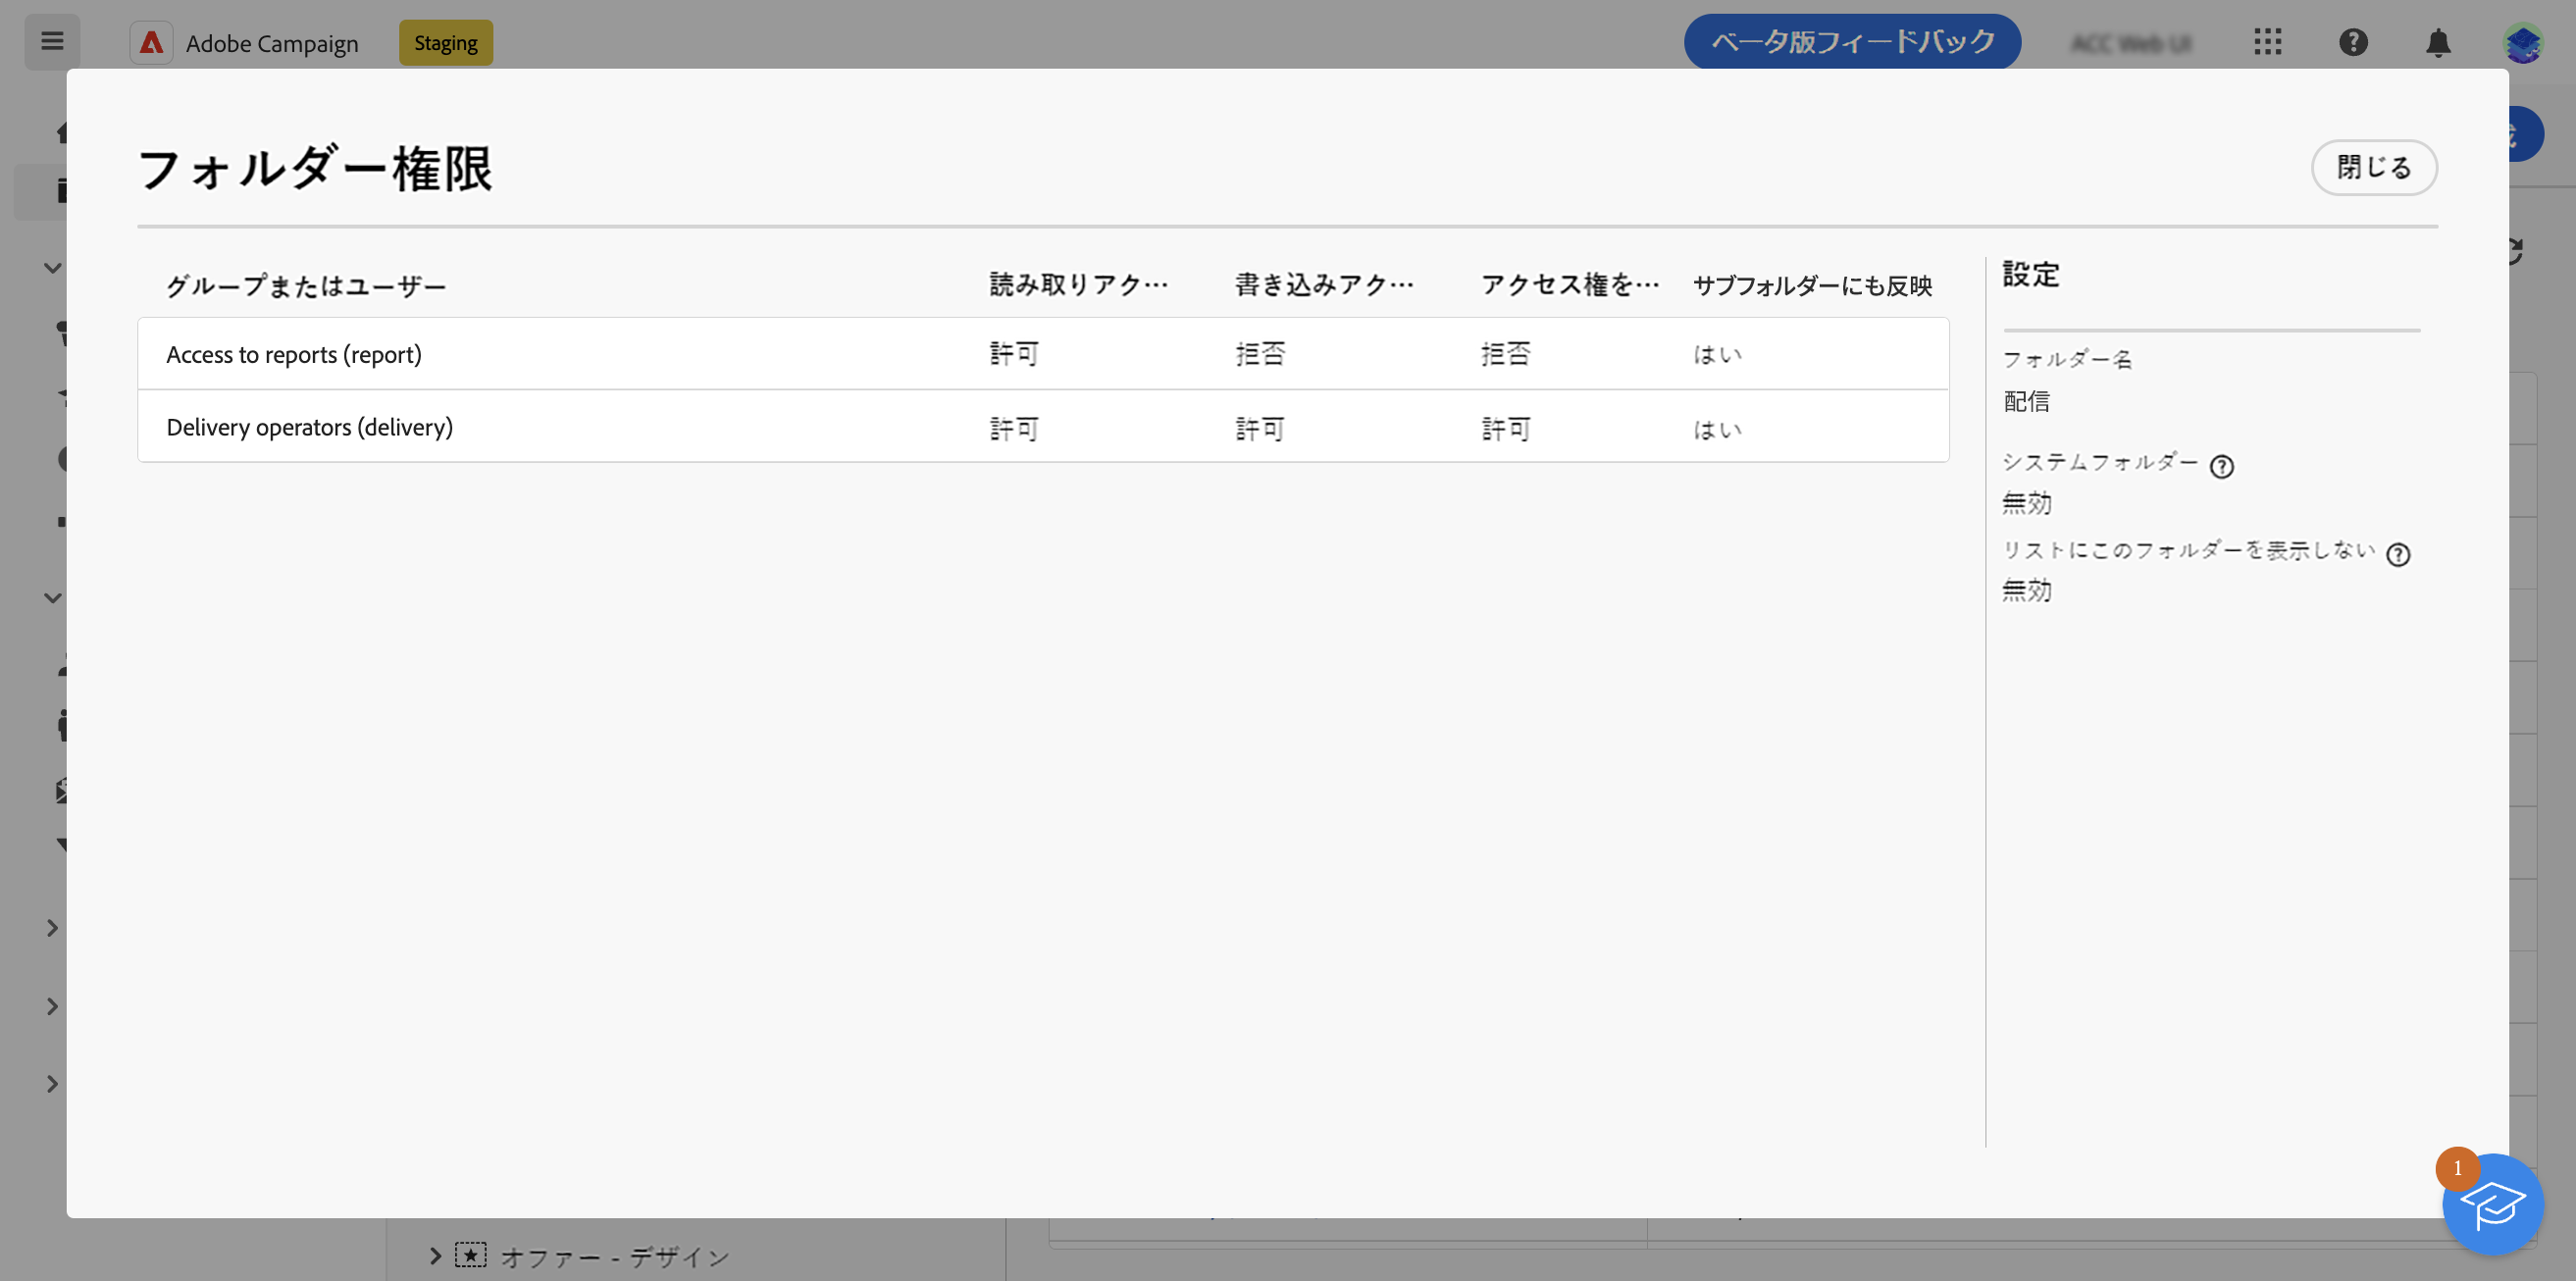 Adobe Campaign Staging ベータ版フィードバック ACC Web UI
フォルダー権限 閉じる
グループまたはユーザー 読み取りアク… 書き込みアク… アクセス権を… サブフォルダーにも反映
Access to reports (report) 許可 拒否 拒否 はい
Delivery operators (delivery) 許可 許可 許可 はい
設定
フォルダー名
配信
システムフォルダー
無効
リストにこのフォルダーを表示しない
無効
1
オファー - デザイン